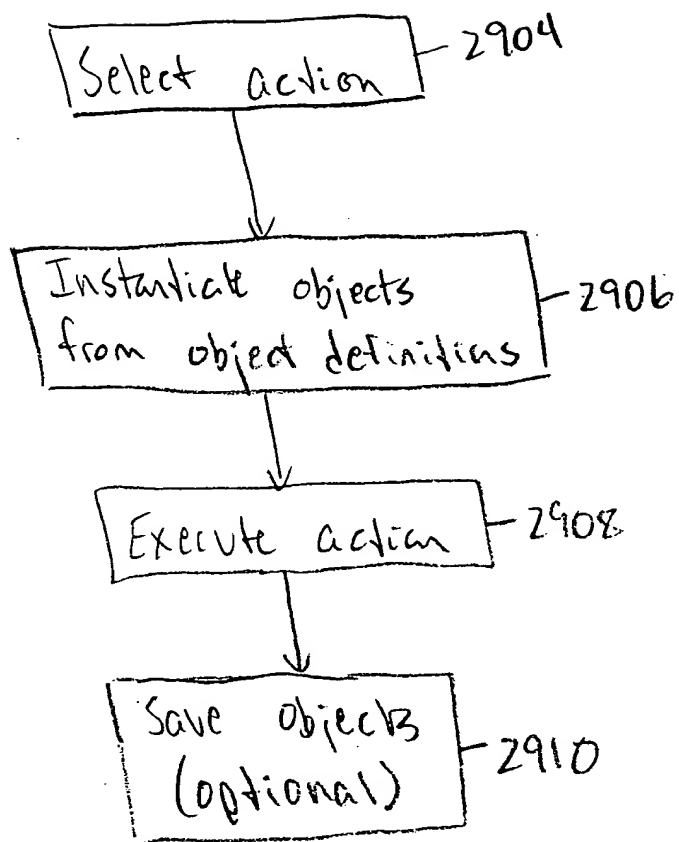 Select action
2904
Instantiate objects
from object definitions
2906
Execute action
2908
Save objects
(optional)
2910